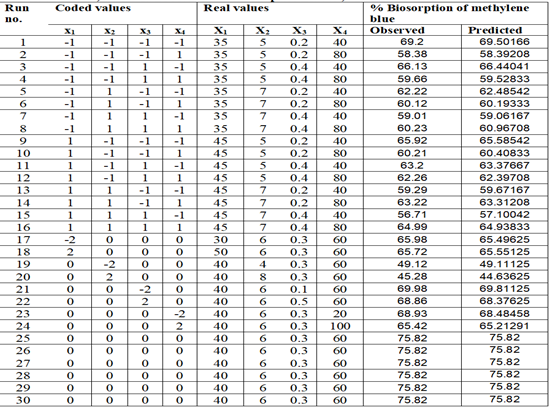 Run Coded values Real values % Biosorption of methylene
no. blue
x1 x2 x3 x4 X1 X2 X3 X4 Observed Predicted
1 -1 -1 -1 -1 35 5 0.2 40 69.2 69.50166
2 -1 -1 -1 1 35 5 0.2 80 58.38 58.39208
3 -1 -1 1 -1 35 5 0.4 40 66.13 66.44041
4 -1 -1 1 1 35 5 0.4 80 59.66 59.52833
5 -1 1 -1 -1 35 7 0.2 40 62.22 62.48542
6 -1 1 -1 1 35 7 0.2 80 60.12 60.19333
7 -1 1 1 -1 35 7 0.4 40 59.01 59.06167
8 -1 1 1 1 35 7 0.4 80 60.23 60.96708
9 1 -1 -1 -1 45 5 0.2 40 65.92 65.58542
10 1 -1 -1 1 45 5 0.2 80 60.21 60.40833
11 1 -1 1 -1 45 5 0.4 40 63.2 63.37667
12 1 -1 1 1 45 5 0.4 80 62.26 62.39708
13 1 1 -1 -1 45 7 0.2 40 59.29 59.67167
14 1 1 -1 1 45 7 0.2 80 63.22 63.31208
15 1 1 1 -1 45 7 0.4 40 56.71 57.10042
16 1 1 1 1 45 7 0.4 80 64.99 64.93833
17 -2 0 0 0 30 6 0.3 60 65.98 65.49625
18 2 0 0 0 50 6 0.3 60 65.72 65.55125
19 0 -2 0 0 40 4 0.3 60 49.12 49.11125
20 0 2 0 0 40 8 0.3 60 45.28 44.63625
21 0 0 -2 0 40 6 0.1 60 69.98 69.81125
22 0 0 2 0 40 6 0.5 60 68.86 68.37625
23 0 0 0 -2 40 6 0.3 20 68.93 68.48458
24 0 0 0 2 40 6 0.3 100 65.42 65.21291
25 0 0 0 0 40 6 0.3 60 75.82 75.82
26 0 0 0 0 40 6 0.3 60 75.82 75.82
27 0 0 0 0 40 6 0.3 60 75.82 75.82
28 0 0 0 0 40 6 0.3 60 75.82 75.82
29 0 0 0 0 40 6 0.3 60 75.82 75.82
30 0 0 0 0 40 6 0.3 60 75.82 75.82